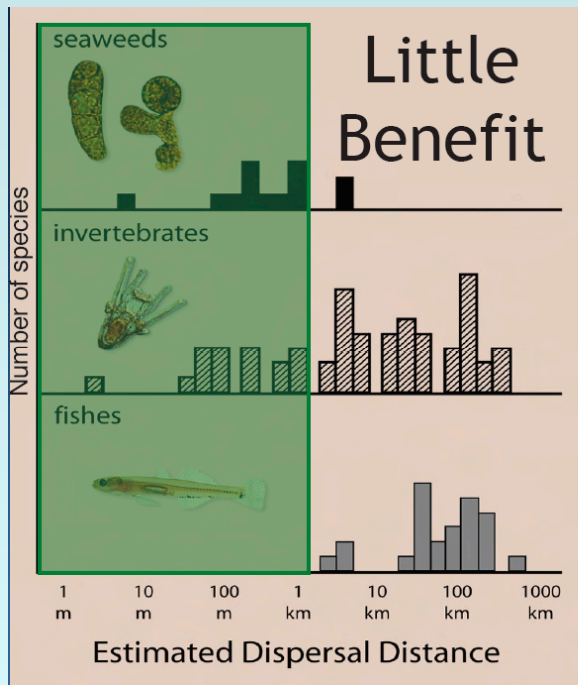 seaweeds
Little
Benefit
Number of species
invertebrates
fishes
1 10 100 1 10 100 1000
m m m km km km km
Estimated Dispersal Distance